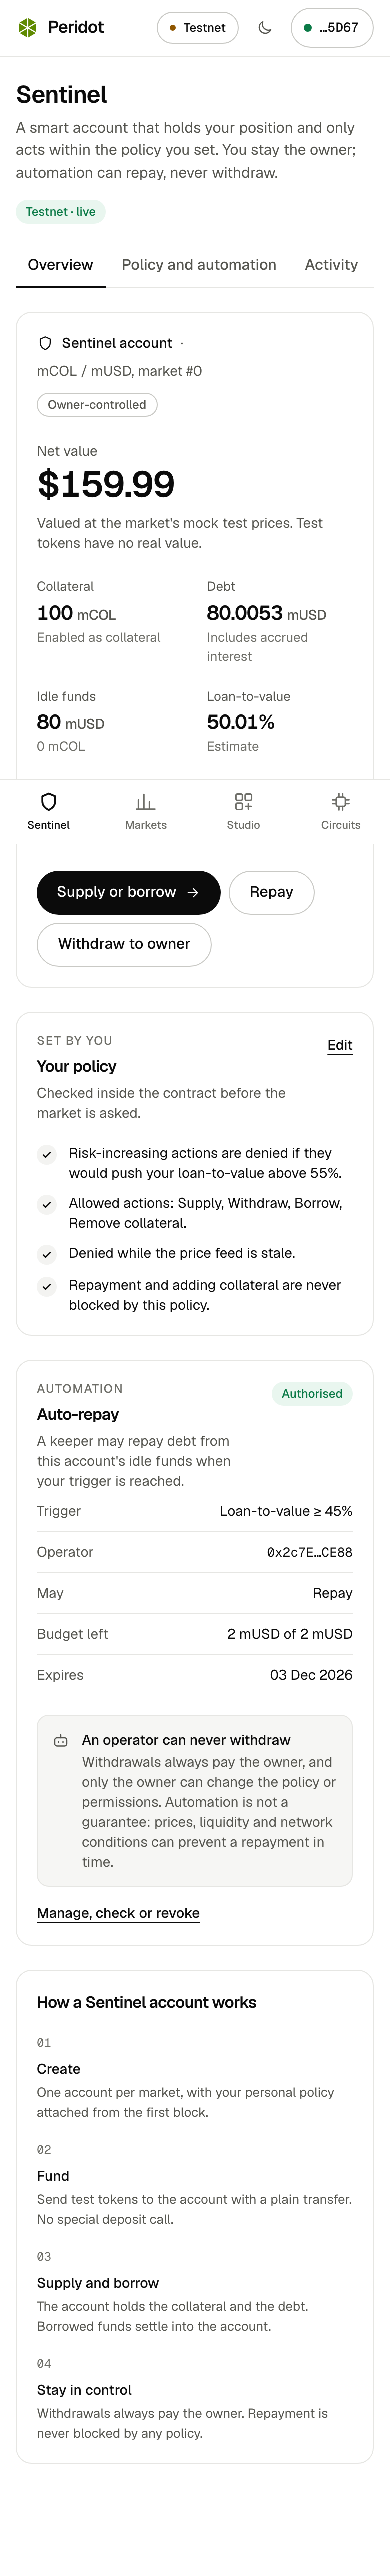 Peridot
Testnet
…5D67
Sentinel
A smart account that holds your position and only
acts within the policy you set. You stay the owner;
automation can repay, never withdraw.
Testnet · live
Overview
Policy and automation
Activity
Sentinel account ·
mCOL / mUSD, market #0
Owner-controlled
Net value
$159.99
Valued at the market's mock test prices. Test
tokens have no real value.
Collateral
100 mCOL
Enabled as collateral
Debt
80.0053 mUSD
Includes accrued
interest
Idle funds
80 mUSD
0 mCOL
Loan-to-value
50.01%
Estimate
Sentinel
Markets
Studio
Circuits
Supply or borrow →
Repay
Withdraw to owner
SET BY YOU
Edit
Your policy
Checked inside the contract before the
market is asked.
Risk-increasing actions are denied if they
would push your loan-to-value above 55%.
Allowed actions: Supply, Withdraw, Borrow,
Remove collateral.
Denied while the price feed is stale.
Repayment and adding collateral are never
blocked by this policy.
AUTOMATION
Authorised
Auto-repay
A keeper may repay debt from
this account's idle funds when
your trigger is reached.
Trigger
Loan-to-value ≥ 45%
Operator
0x2c7E…CE88
May
Repay
Budget left
2 mUSD of 2 mUSD
Expires
03 Dec 2026
An operator can never withdraw
Withdrawals always pay the owner, and
only the owner can change the policy or
permissions. Automation is not a
guarantee: prices, liquidity and network
conditions can prevent a repayment in
time.
Manage, check or revoke
How a Sentinel account works
01
Create
One account per market, with your personal policy
attached from the first block.
02
Fund
Send test tokens to the account with a plain transfer.
No special deposit call.
03
Supply and borrow
The account holds the collateral and the debt.
Borrowed funds settle into the account.
04
Stay in control
Withdrawals always pay the owner. Repayment is
never blocked by any policy.